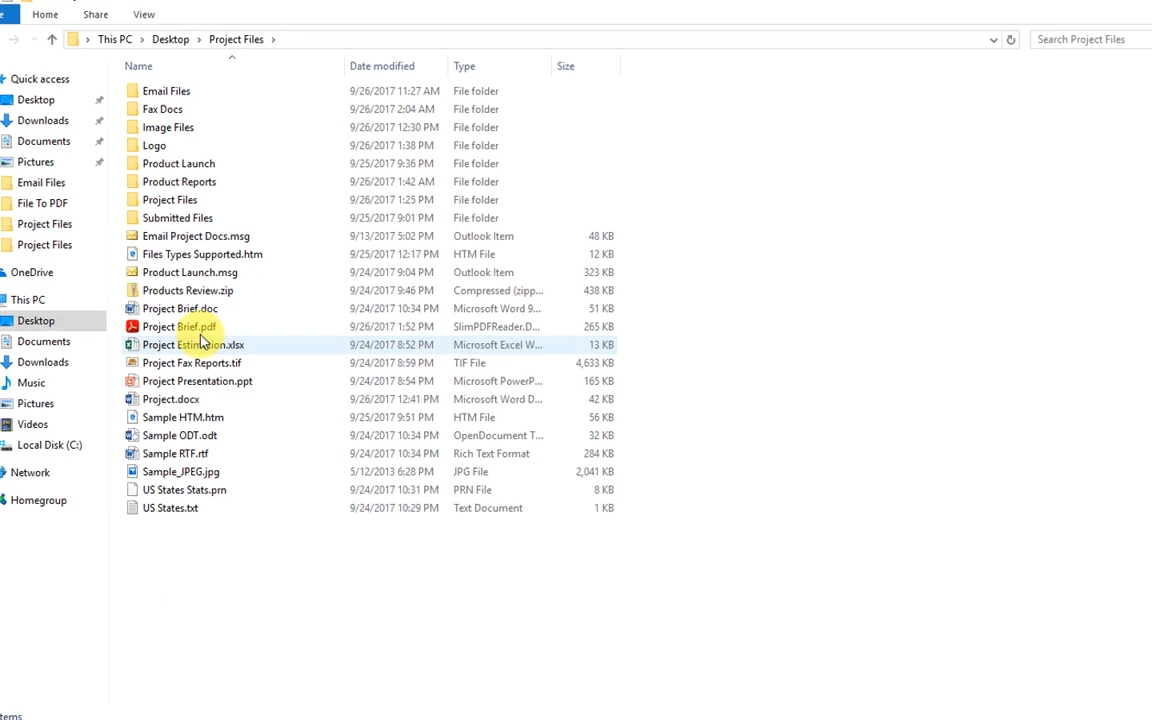 Home Share View
This PC Desktop Project Files Search Project Files
Name Date modified Type Size
Quick access
Desktop
Downloads
Documents
Pictures
Email Files
File To PDF
Project Files
Project Files
OneDrive
This PC
Desktop
Documents
Downloads
Music
Pictures
Videos
Local Disk (C:)
Network
Homegroup
Email Files 9/26/2017 11:27 AM File folder
Fax Docs 9/26/2017 2:04 AM File folder
Image Files 9/26/2017 12:30 PM File folder
Logo 9/26/2017 1:38 PM File folder
Product Launch 9/25/2017 9:36 PM File folder
Product Reports 9/26/2017 1:42 AM File folder
Project Files 9/26/2017 1:25 PM File folder
Submitted Files 9/25/2017 9:01 PM File folder
Email Project Docs.msg 9/13/2017 5:02 PM Outlook Item 48 KB
Files Types Supported.htm 9/25/2017 12:17 PM HTM File 12 KB
Product Launch.msg 9/24/2017 9:04 PM Outlook Item 323 KB
Products Review.zip 9/24/2017 9:46 PM Compressed (zipp... 438 KB
Project Brief.doc 9/24/2017 10:34 PM Microsoft Word 9... 51 KB
Project Brief.pdf 9/26/2017 1:52 PM SlimPDFReader.D... 265 KB
Project Estimation.xlsx 9/24/2017 8:52 PM Microsoft Excel W... 13 KB
Project Fax Reports.tif 9/24/2017 8:59 PM TIF File 4,633 KB
Project Presentation.ppt 9/24/2017 8:54 PM Microsoft PowerP... 165 KB
Project.docx 9/26/2017 12:41 PM Microsoft Word D... 42 KB
Sample HTM.htm 9/25/2017 9:51 PM HTM File 56 KB
Sample ODT.odt 9/24/2017 10:34 PM OpenDocument T... 32 KB
Sample RTF.rtf 9/24/2017 10:34 PM Rich Text Format 284 KB
Sample_JPEG.jpg 5/12/2013 6:28 PM JPG File 2,041 KB
US States Stats.prn 9/24/2017 10:31 PM PRN File 8 KB
US States.txt 9/24/2017 10:29 PM Text Document 1 KB